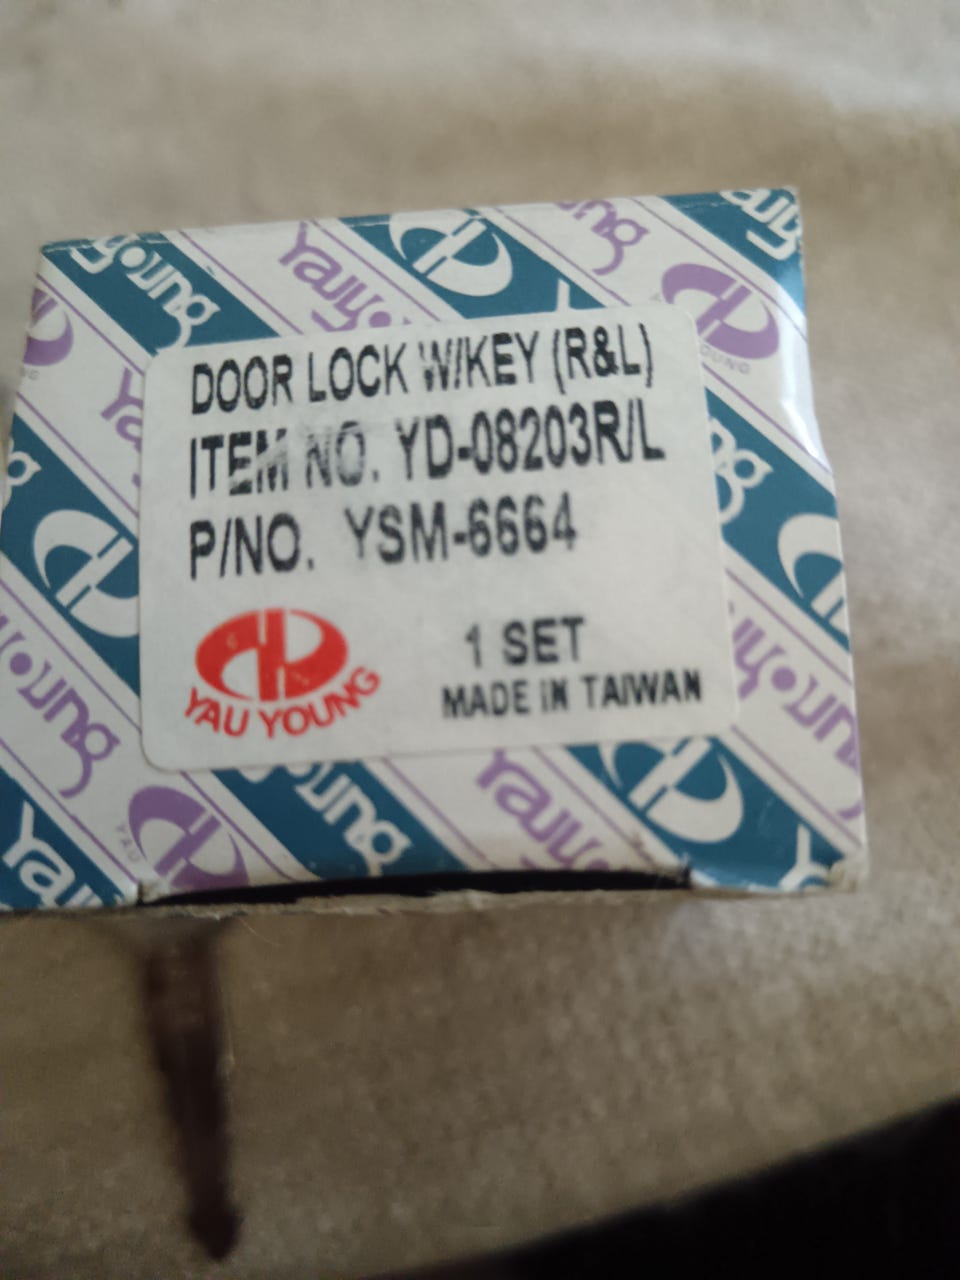 DOOR LOCK W/KEY (R&L)
ITEM NO. YD-08203R/L
P/NO. YSM-6664
1 SET
YAU YOUNG
MADE IN TAIWAN